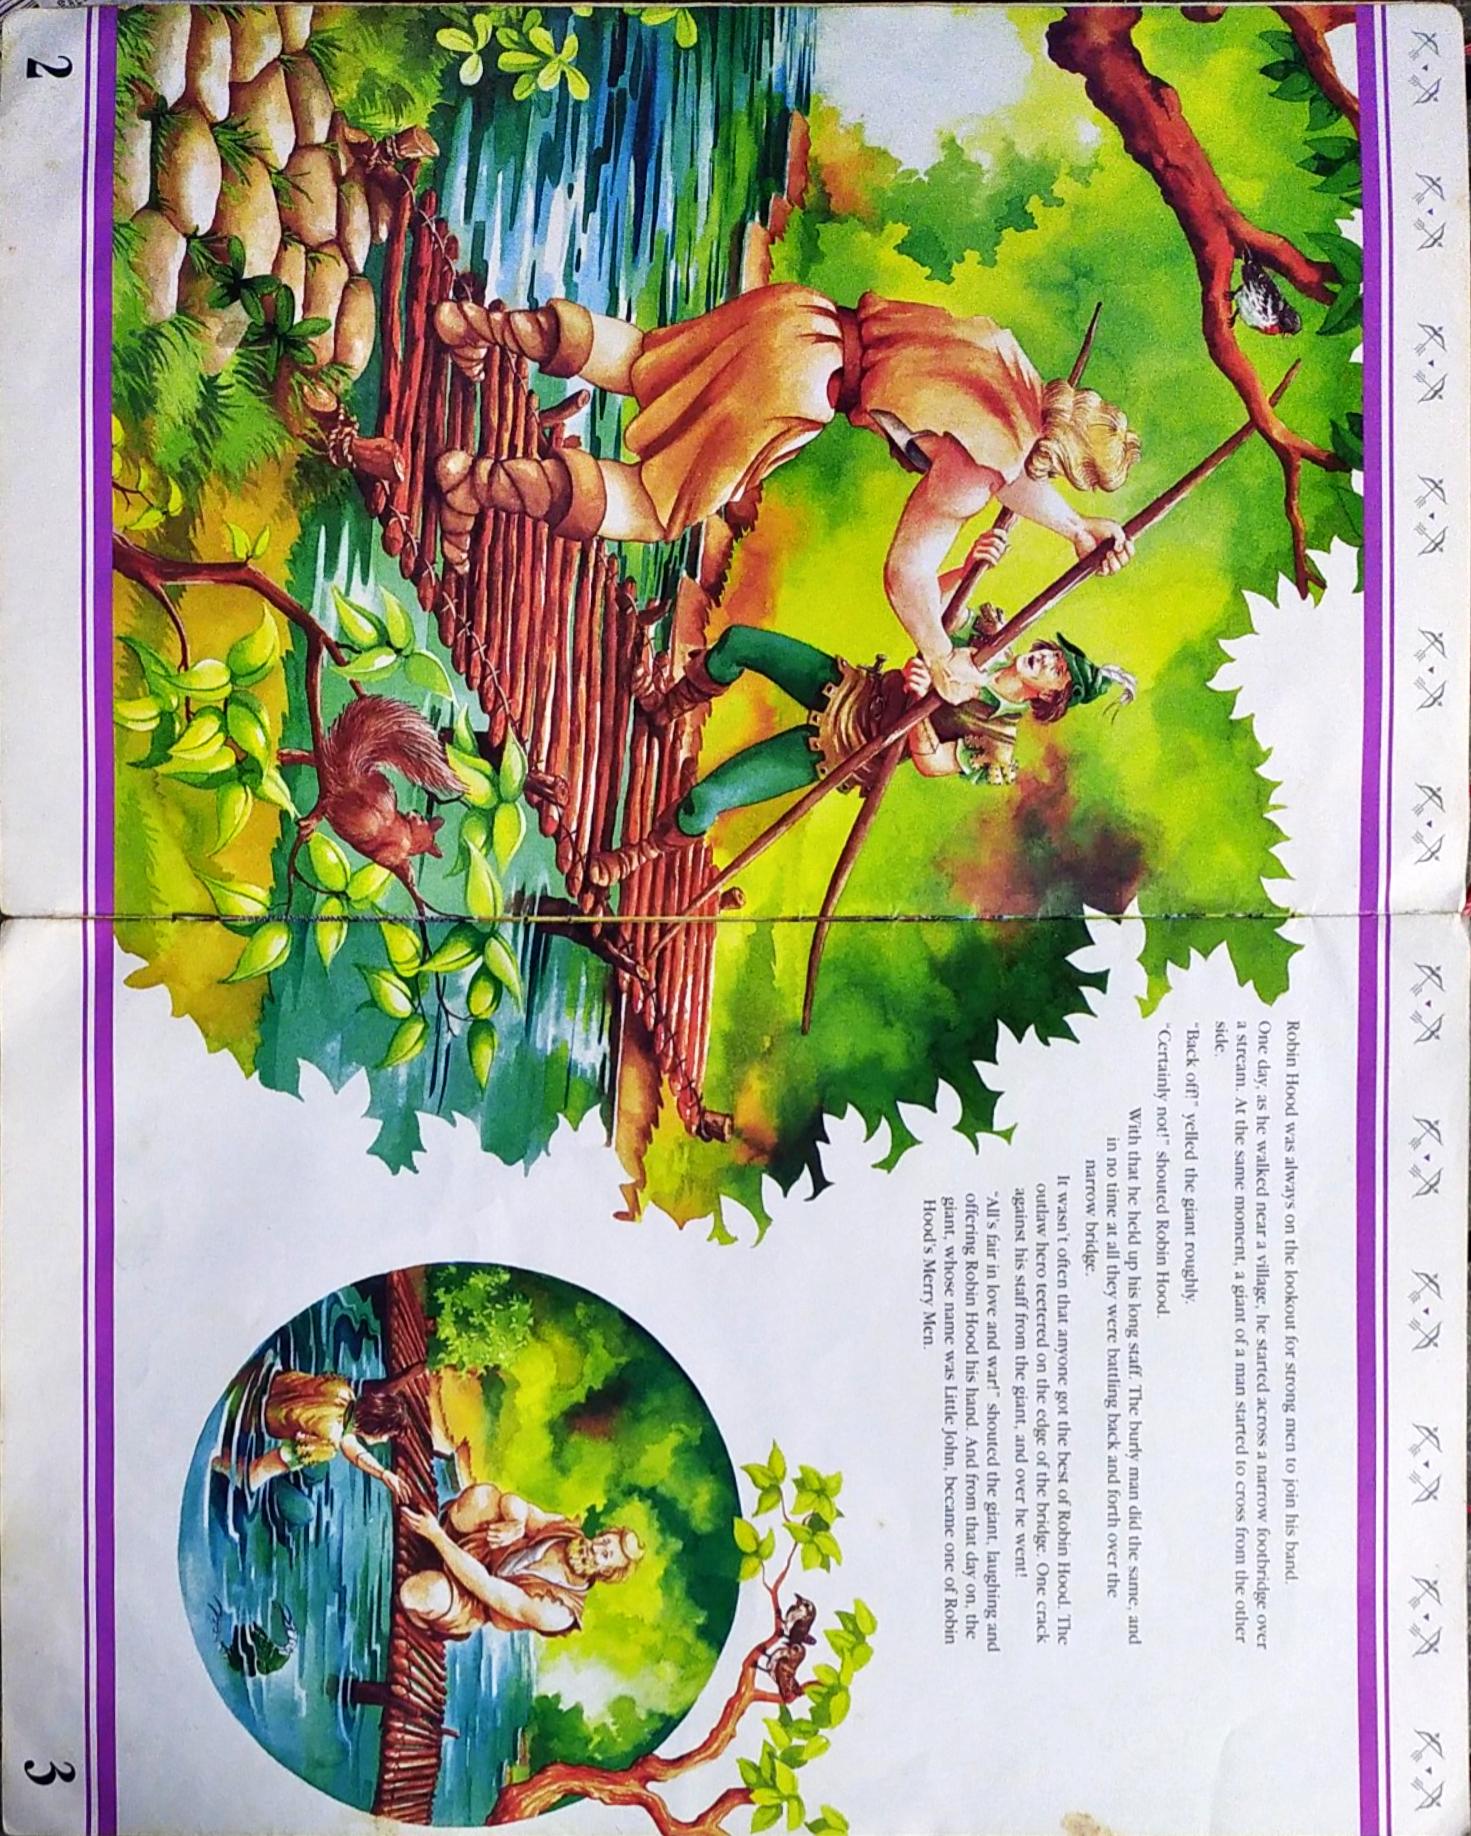 Robin Hood was always on the lookout for strong men to join his band.
One day, as he walked near a village, he started across a narrow footbridge over
a stream. At the same moment, a giant of a man started to cross from the other
side.
"Back off!" yelled the giant roughly.
"Certainly not!" shouted Robin Hood.
With that he held up his long staff. The burly man did the same, and
in no time at all they were battling back and forth over the
narrow bridge.
It wasn't often that anyone got the best of Robin Hood. The
outlaw hero teetered on the edge of the bridge. One crack
against his staff from the giant, and over he went!
"All's fair in love and war!" shouted the giant, laughing and
offering Robin Hood his hand. And from that day on, the
giant, whose name was Little John, became one of Robin
Hood's Merry Men.
2
3